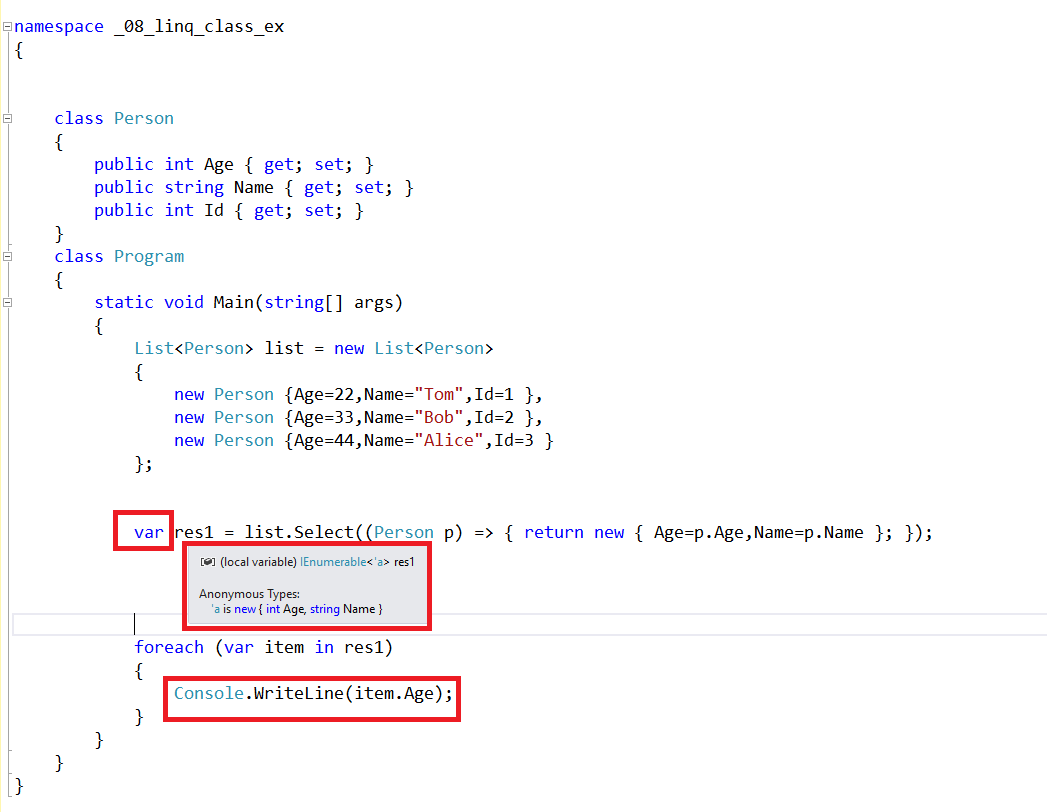 namespace _08_linq_class_ex
{
class Person
{
public int Age { get; set; }
public string Name { get; set; }
public int Id { get; set; }
}
class Program
{
static void Main(string[] args)
{
List<Person> list = new List<Person>
{
new Person {Age=22,Name="Tom",Id=1 },
new Person {Age=33,Name="Bob",Id=2 },
new Person {Age=44,Name="Alice",Id=3 }
};
var res1 = list.Select((Person p) => { return new { Age=p.Age,Name=p.Name }; });
(local variable) IEnumerable<'a> res1
Anonymous Types:
'a is new { int Age, string Name }
foreach (var item in res1)
{
Console.WriteLine(item.Age);
}
}
}
}